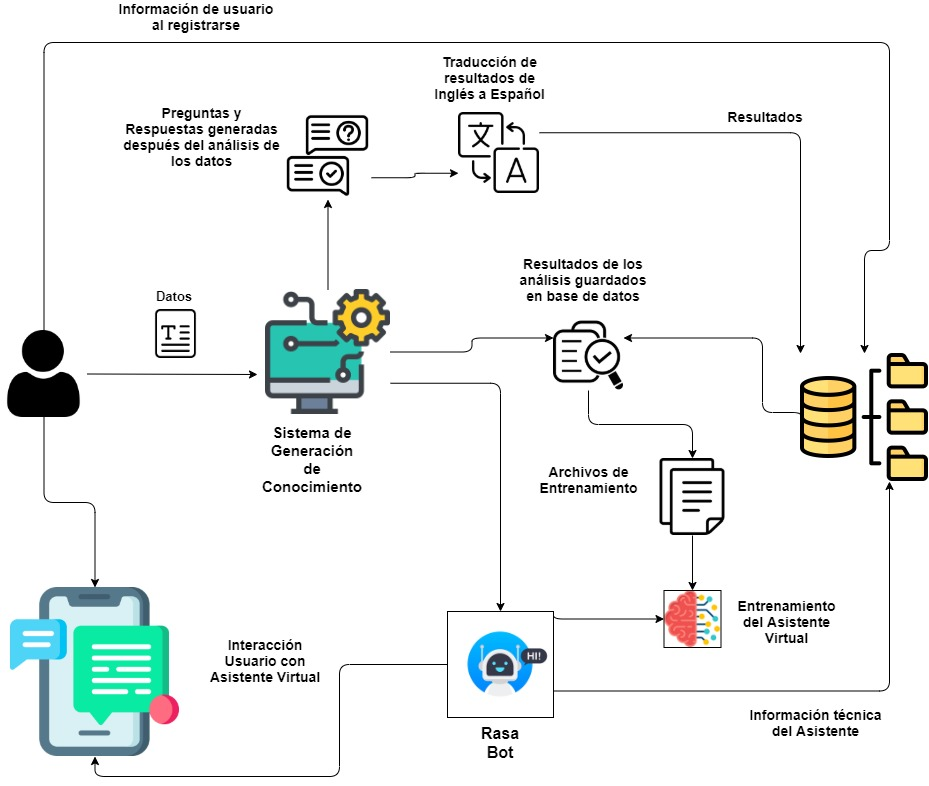 Información de usuario
al registrarse
Traducción de
resultados de
Inglés a Español
Preguntas y
Respuestas generadas
después del análisis de
los datos
Resultados
文
A
Resultados de los
análisis guardados
en base de datos
Datos
T
Sistema de
Generación
de
Conocimiento
Archivos de
Entrenamiento
Entrenamiento
del Asistente
Virtual
Interacción
Usuario con
Asistente Virtual
HI!
Rasa
Bot
Información técnica
del Asistente